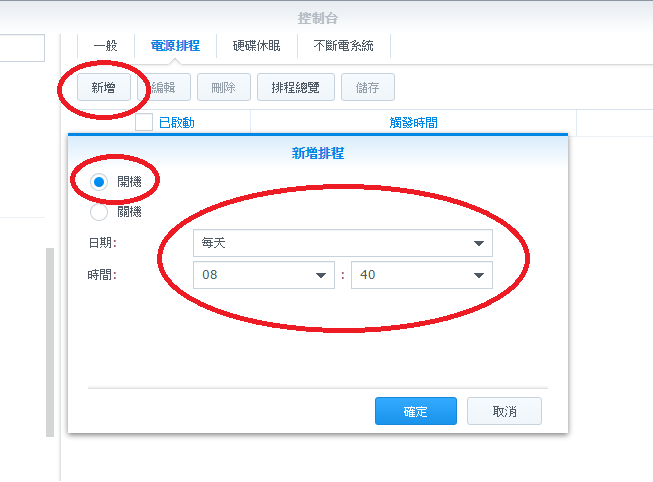 控制台
一般 電源排程 硬碟休眠 不斷電系統
新增 編輯 刪除 排程總覽 儲存
已啟動 觸發時間
新增排程
開機
關機
日期: 每天
時間: 08 : 40
確定 取消